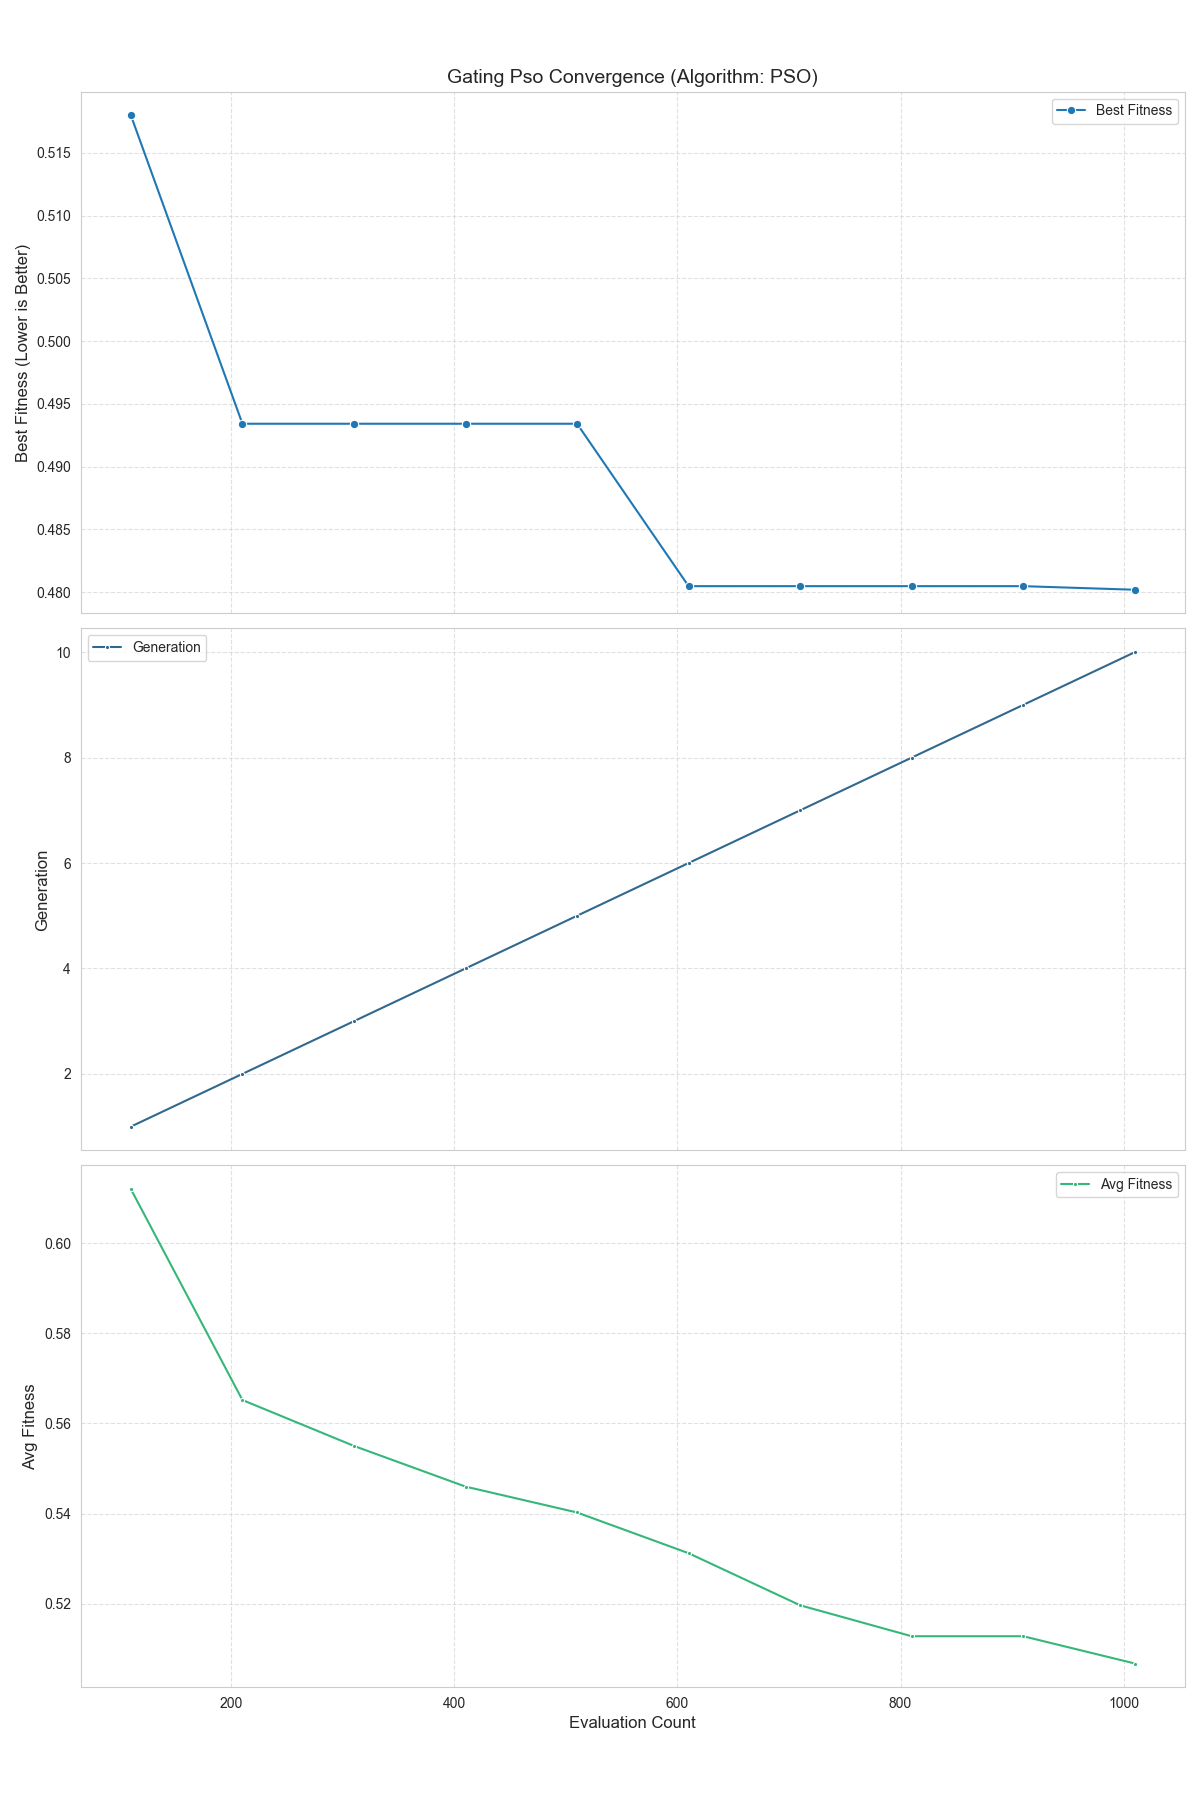 Gating Pso Convergence (Algorithm: PSO)
Best Fitness
0.515
0.510
0.505
0.500
0.495
0.490
0.485
0.480
Best Fitness (Lower is Better)
Generation
10
8
6
4
2
Generation
Avg Fitness
0.60
0.58
0.56
0.54
0.52
Avg Fitness
200 400 600 800 1000
Evaluation Count